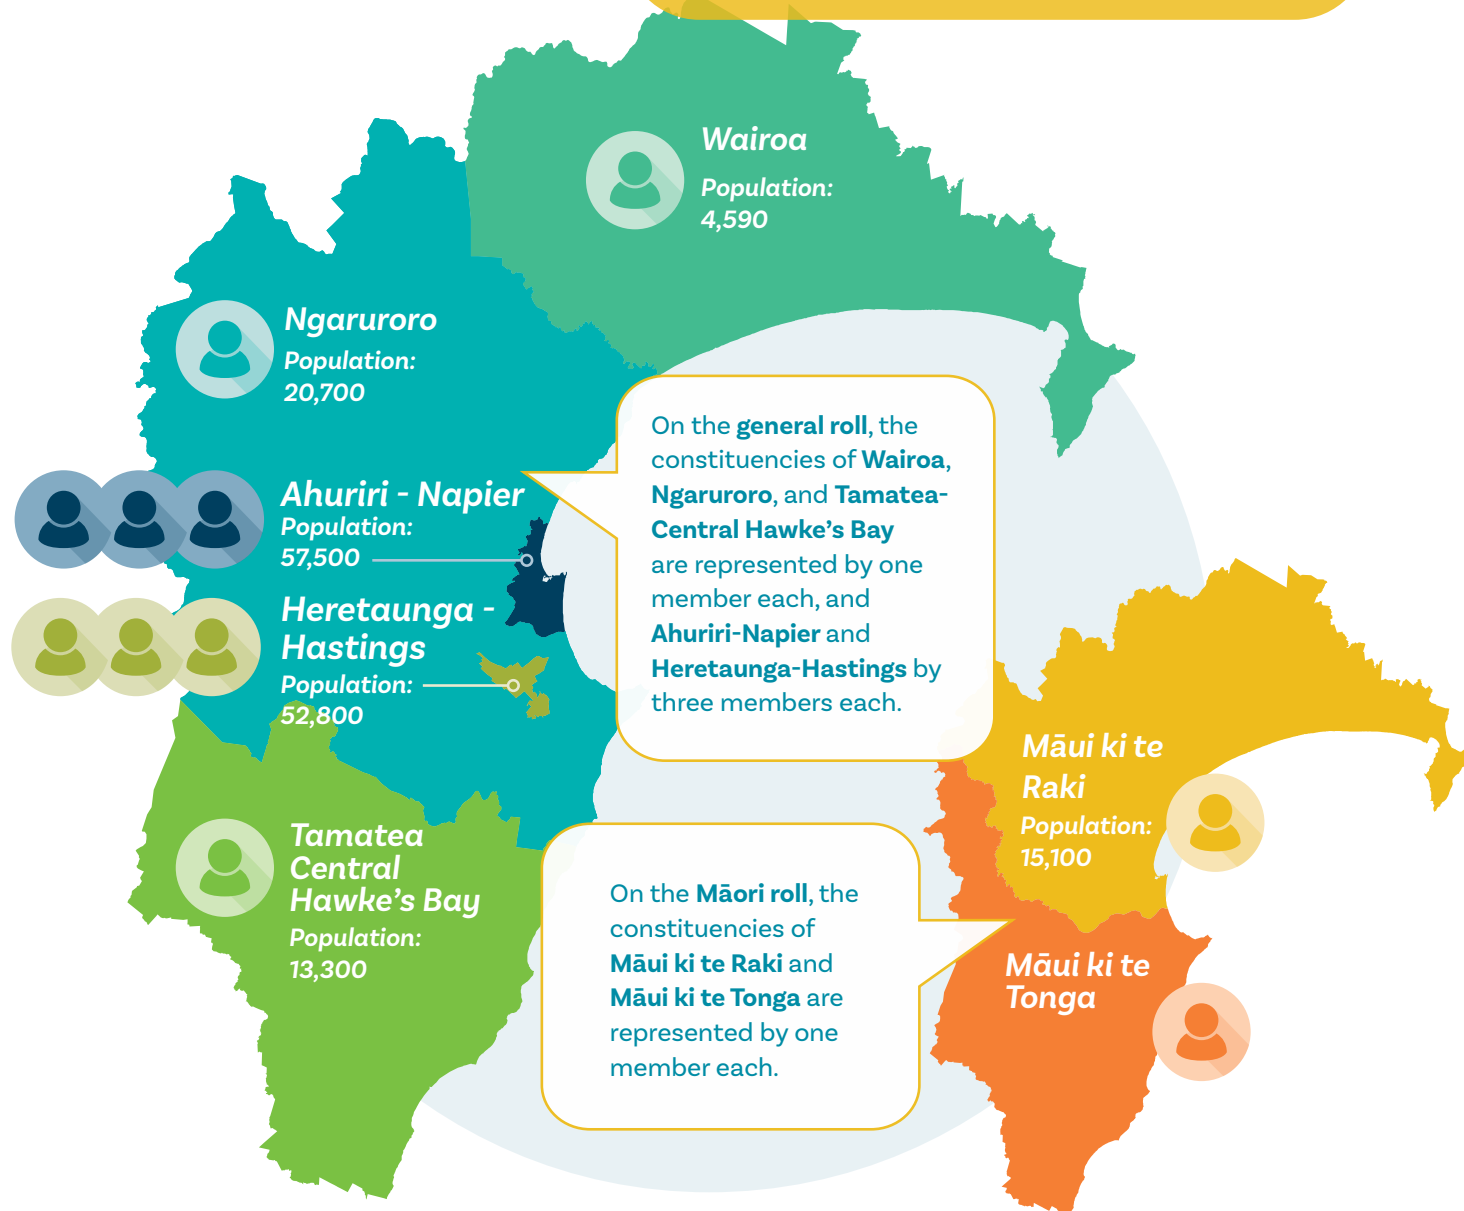 Wairoa
Population:
4,590
Ngaruroro
Population:
20,700
Ahuriri - Napier
Population:
57,500
Heretaunga -
Hastings
Population:
52,800
Tamatea
Central
Hawke’s Bay
Population:
13,300
On the general roll, the
constituencies of Wairoa,
Ngaruroro, and Tamatea-
Central Hawke’s Bay
are represented by one
member each, and
Ahuriri-Napier and
Heretaunga-Hastings by
three members each.
Māui ki te
Raki
Population:
15,100
On the Māori roll, the
constituencies of
Māui ki te Raki and
Māui ki te Tonga are
represented by one
member each.
Māui ki te
Tonga